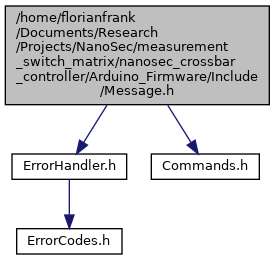 /home/florianfrank
/Documents/Research
/Projects/NanoSec/measurement
_switch_matrix/nanosec_crossbar
_controller/Arduino_Firmware/Include
/Message.h
ErrorHandler.h
Commands.h
ErrorCodes.h